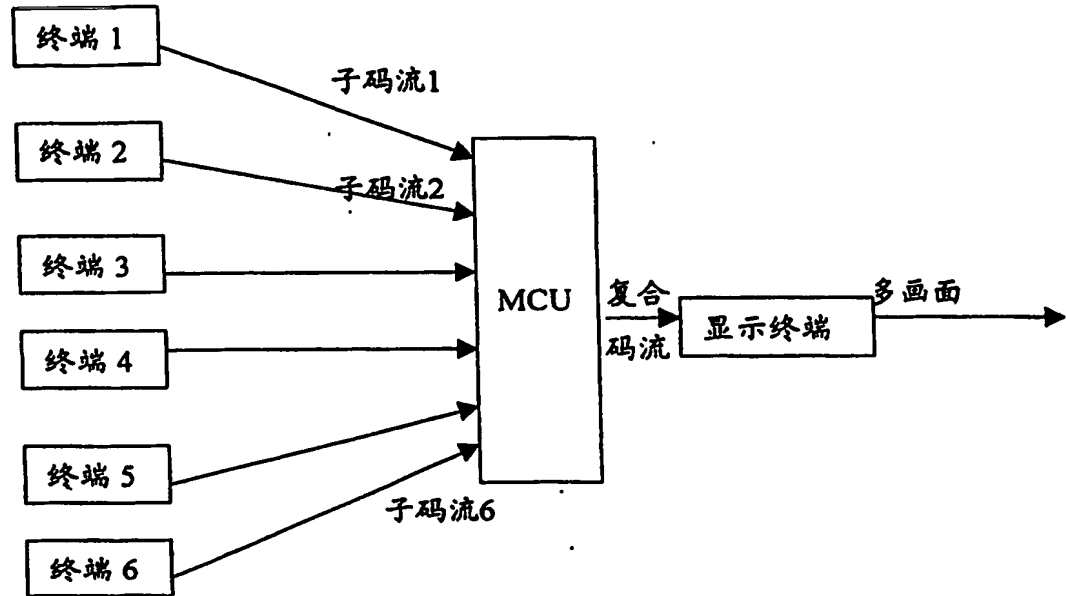 终端 1
子码流1
终端 2
子码流2
终端 3
终端 4
终端 5
终端 6
子码流6
MCU
复合
码流
显示终端
多画面